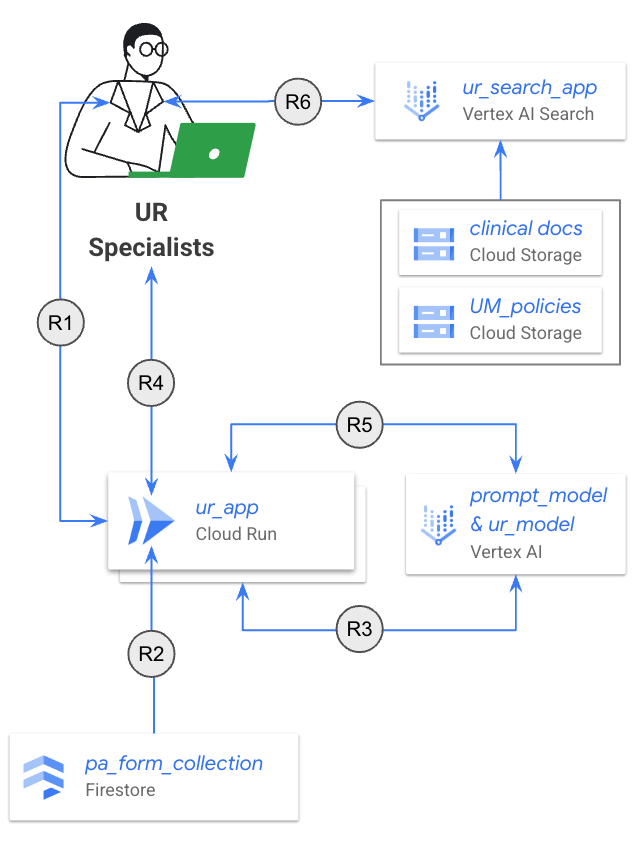 R6
ur_search_app
Vertex AI Search
clinical docs
Cloud Storage
UM_policies
Cloud Storage
UR
Specialists
R1
R4
R5
ur_app
Cloud Run
prompt_model
& ur_model
Vertex AI
R3
R2
pa_form_collection
Firestore